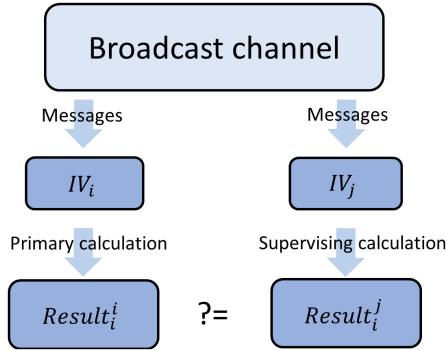 Broadcast channel
Messages Messages
IVᵢ IVⱼ
Primary calculation Supervising calculation
Resultᵢⁱ ?= Resultᵢʲ